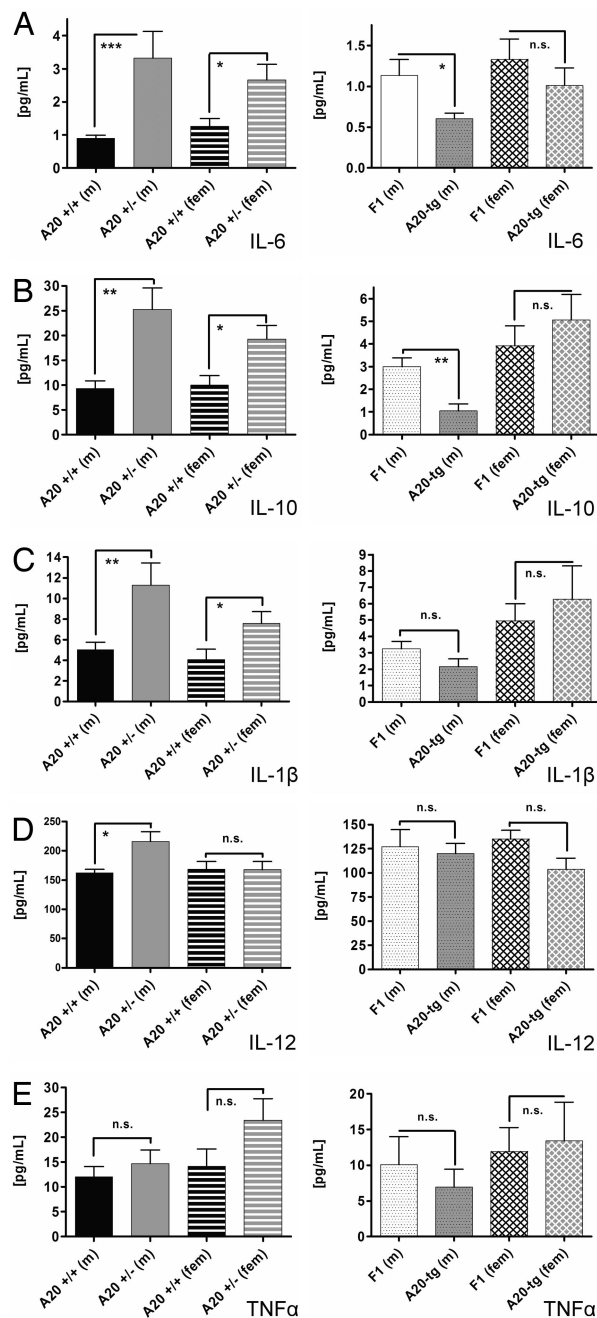 A
[pg/mL]
5
4
3
2
1
0
***
*
A20 +/+ (m)
A20 +/- (m)
A20 +/+ (fem)
A20 +/- (fem)
IL-6
[pg/mL]
1.5
1.0
0.5
0.0
*
n.s.
F1 (m)
A20-tg (m)
F1 (fem)
A20-tg (fem)
IL-6
B
[pg/mL]
30
25
20
15
10
5
0
**
*
A20 +/+ (m)
A20 +/- (m)
A20 +/+ (fem)
A20 +/- (fem)
IL-10
[pg/mL]
6
5
4
3
2
1
0
**
n.s.
F1 (m)
A20-tg (m)
F1 (fem)
A20-tg (fem)
IL-10
C
[pg/mL]
14
12
10
8
6
4
2
0
**
*
A20 +/+ (m)
A20 +/- (m)
A20 +/+ (fem)
A20 +/- (fem)
IL-1β
[pg/mL]
9
8
7
6
5
4
3
2
1
0
n.s.
n.s.
F1 (m)
A20-tg (m)
F1 (fem)
A20-tg (fem)
IL-1β
D
[pg/mL]
250
200
150
100
50
0
*
n.s.
A20 +/+ (m)
A20 +/- (m)
A20 +/+ (fem)
A20 +/- (fem)
IL-12
[pg/mL]
150
125
100
75
50
25
0
n.s.
n.s.
F1 (m)
A20-tg (m)
F1 (fem)
A20-tg (fem)
IL-12
E
[pg/mL]
30
25
20
15
10
5
0
n.s.
n.s.
A20 +/+ (m)
A20 +/- (m)
A20 +/+ (fem)
A20 +/- (fem)
TNFα
[pg/mL]
20
15
10
5
0
n.s.
n.s.
F1 (m)
A20-tg (m)
F1 (fem)
A20-tg (fem)
TNFα